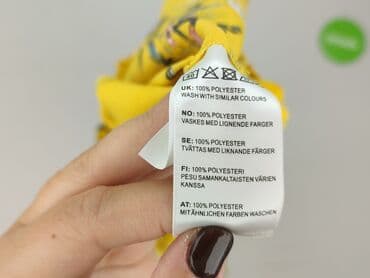 UK: 100% POLYESTER
WASH WITH SIMILAR COLOURS
NO: 100% POLYESTER
VASKES MED LIGNENDE FARGER
SE: 100% POLYESTER
TVÄTTAS MED LIKNANDE FÄRGER
FI: 100% POLYESTERI
PESU SAMANKALTAISTEN VÄRIEN
KANSSA
AT: 100% POLYESTER
MIT ÄHNLICHEN FARBEN WASCHEN